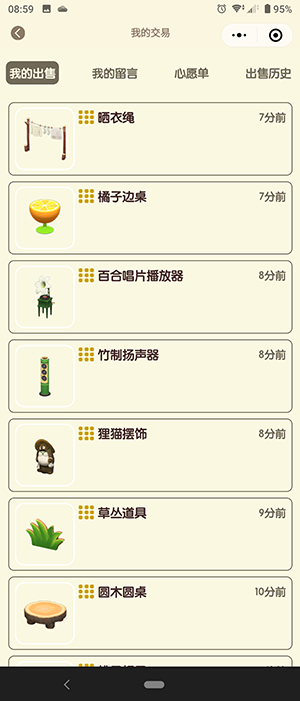 08:59
95%
我的交易
我的出售
我的留言
心愿单
出售历史
晒衣绳
7分前
橘子边桌
7分前
百合唱片播放器
8分前
竹制扬声器
8分前
狸猫摆饰
8分前
草丛道具
9分前
圆木圆桌
10分前